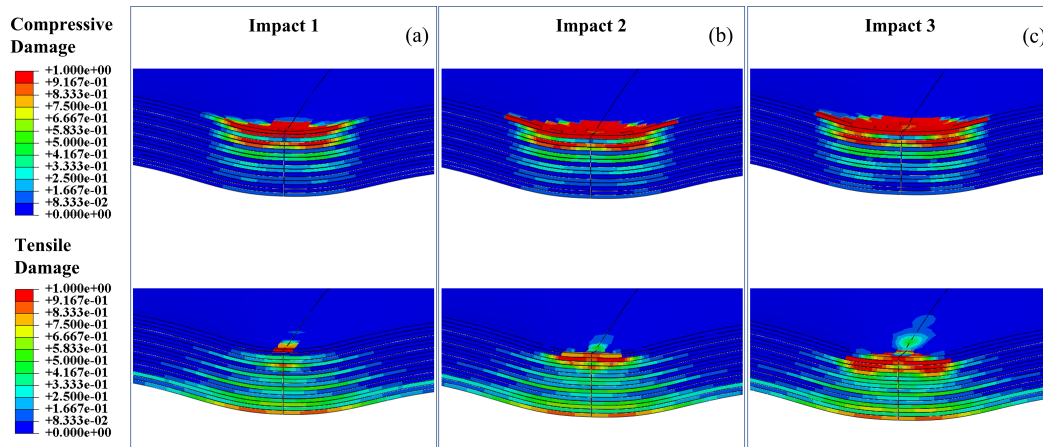 Compressive
Damage
+1.000e+00
+9.167e-01
+8.333e-01
+7.500e-01
+6.667e-01
+5.833e-01
+5.000e-01
+4.167e-01
+3.333e-01
+2.500e-01
+1.667e-01
+8.333e-02
+0.000e+00
Impact 1
(a)
Impact 2
(b)
Impact 3
(c)
Tensile
Damage
+1.000e+00
+9.167e-01
+8.333e-01
+7.500e-01
+6.667e-01
+5.833e-01
+5.000e-01
+4.167e-01
+3.333e-01
+2.500e-01
+1.667e-01
+8.333e-02
+0.000e+00